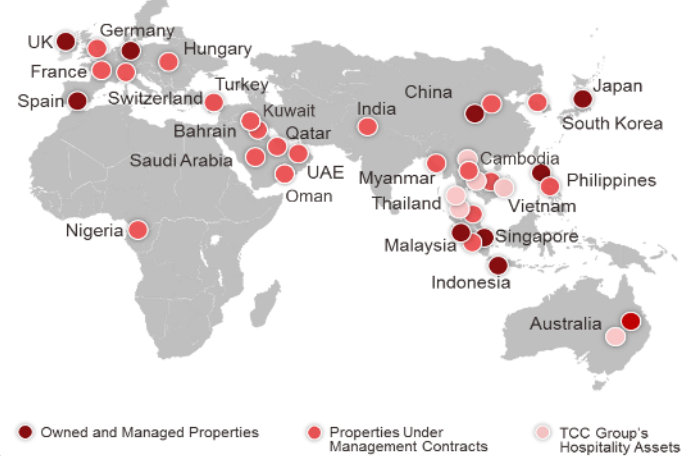 Germany
UK
Hungary
France
Turkey
China
Japan
Spain
Switzerland
Kuwait
India
South Korea
Bahrain
Qatar
Saudi Arabia
Cambodia
UAE
Myanmar
Philippines
Oman
Thailand
Vietnam
Nigeria
Malaysia
Singapore
Indonesia
Australia
Owned and Managed Properties
Properties Under
Management Contracts
TCC Group's
Hospitality Assets